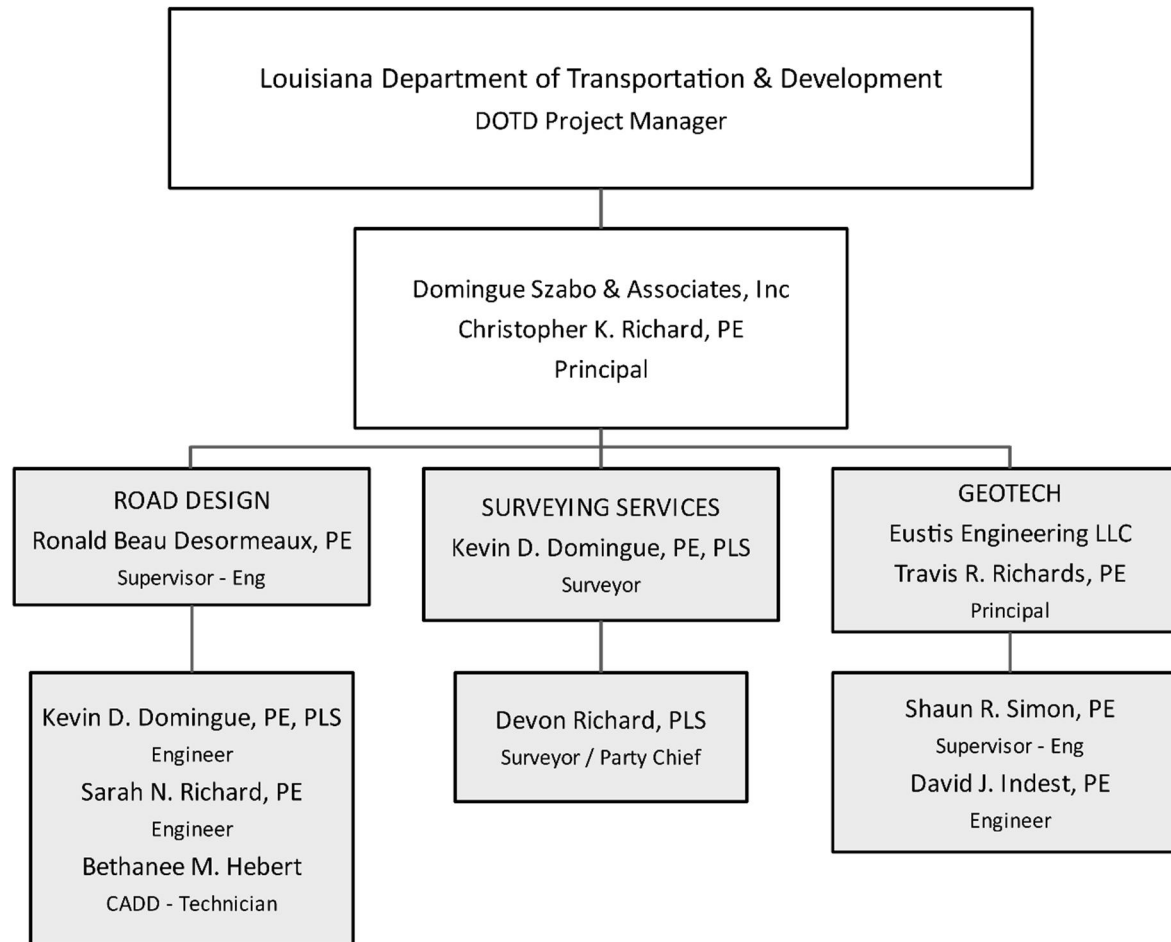 Louisiana Department of Transportation & Development
DOTD Project Manager
Domingue Szabo & Associates, Inc
Christopher K. Richard, PE
Principal
ROAD DESIGN
Ronald Beau Desormeaux, PE
Supervisor - Eng
SURVEYING SERVICES
Kevin D. Domingue, PE, PLS
Surveyor
GEOTECH
Eustis Engineering LLC
Travis R. Richards, PE
Principal
Kevin D. Domingue, PE, PLS
Engineer
Sarah N. Richard, PE
Engineer
Bethanee M. Hebert
CADD - Technician
Devon Richard, PLS
Surveyor / Party Chief
Shaun R. Simon, PE
Supervisor - Eng
David J. Indest, PE
Engineer